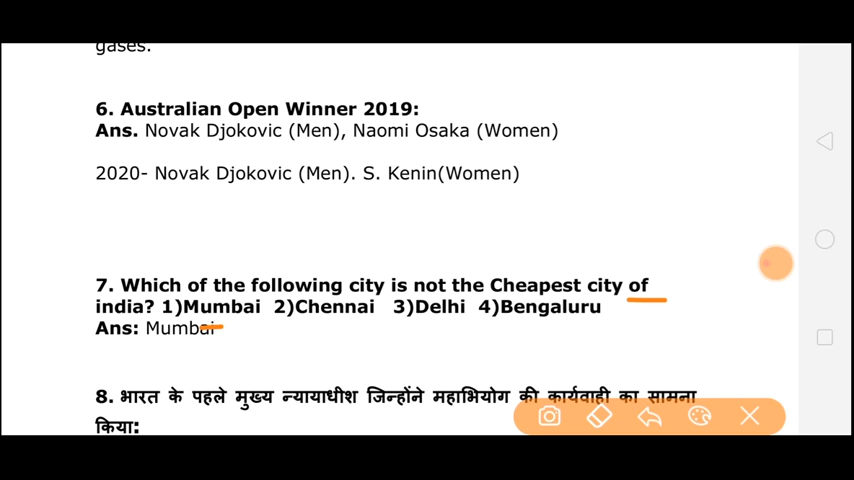 gases.
6. Australian Open Winner 2019:
Ans. Novak Djokovic (Men), Naomi Osaka (Women)
2020- Novak Djokovic (Men). S. Kenin(Women)
7. Which of the following city is not the Cheapest city of
india? 1)Mumbai 2)Chennai 3)Delhi 4)Bengaluru
Ans: Mumbai
8. भारत के पहले मुख्य न्यायाधीश जिन्होंने महाभियोग की कार्यवाही का सामना
किया: